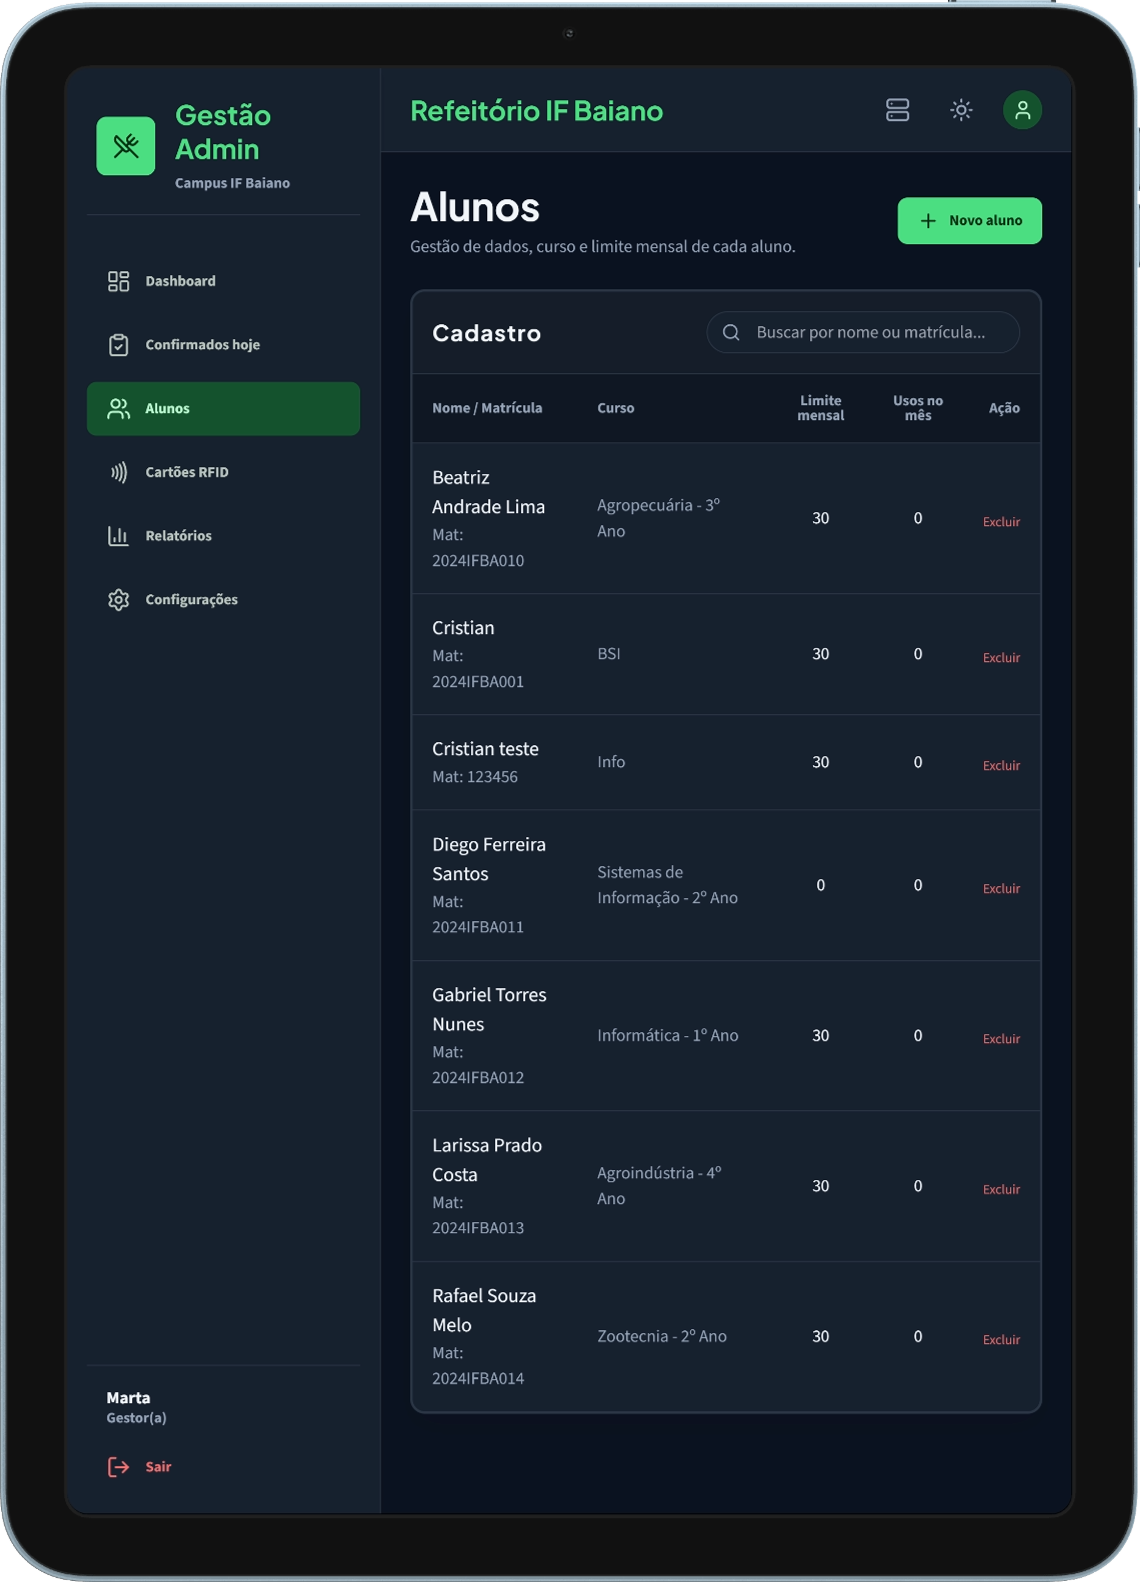 Gestão
Admin
Campus IF Baiano
Dashboard
Confirmados hoje
Alunos
Cartões RFID
Relatórios
Configurações
Marta
Gestor(a)
Sair
Refeitório IF Baiano
Alunos
Gestão de dados, curso e limite mensal de cada aluno.
Novo aluno
Cadastro
Buscar por nome ou matrícula...
Nome / Matrícula
Curso
Limite
mensal
Usos no
mês
Ação
Beatriz
Andrade Lima
Mat:
2024IFBA010
Agropecuária - 3º
Ano
30
0
Excluir
Cristian
Mat:
2024IFBA001
BSI
30
0
Excluir
Cristian teste
Mat: 123456
Info
30
0
Excluir
Diego Ferreira
Santos
Mat:
2024IFBA011
Sistemas de
Informação - 2º Ano
0
0
Excluir
Gabriel Torres
Nunes
Mat:
2024IFBA012
Informática - 1º Ano
30
0
Excluir
Larissa Prado
Costa
Mat:
2024IFBA013
Agroindústria - 4º
Ano
30
0
Excluir
Rafael Souza
Melo
Mat:
2024IFBA014
Zootecnia - 2º Ano
30
0
Excluir